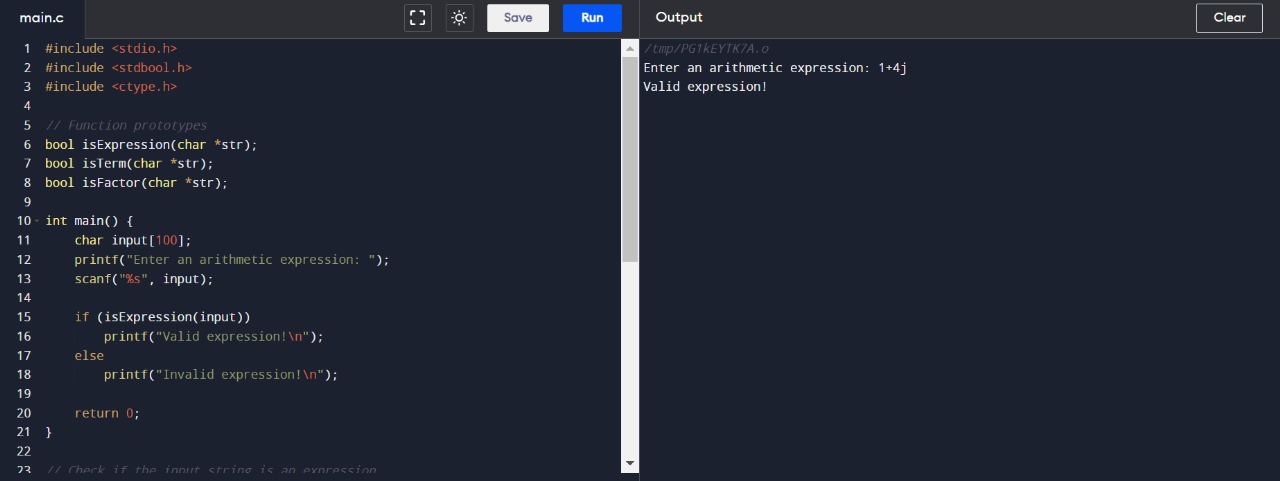 main.c
Save
Run
1 #include <stdio.h>
2 #include <stdbool.h>
3 #include <ctype.h>
4
5 // Function prototypes
6 bool isExpression(char *str);
7 bool isTerm(char *str);
8 bool isFactor(char *str);
9
10 int main() {
11     char input[100];
12     printf("Enter an arithmetic expression: ");
13     scanf("%s", input);
14
15     if (isExpression(input))
16         printf("Valid expression!\n");
17     else
18         printf("Invalid expression!\n");
19
20     return 0;
21 }
22
23 // Check if the input string is an expression
Output
Clear
/tmp/PG1kEYTK7A.o
Enter an arithmetic expression: 1+4j
Valid expression!